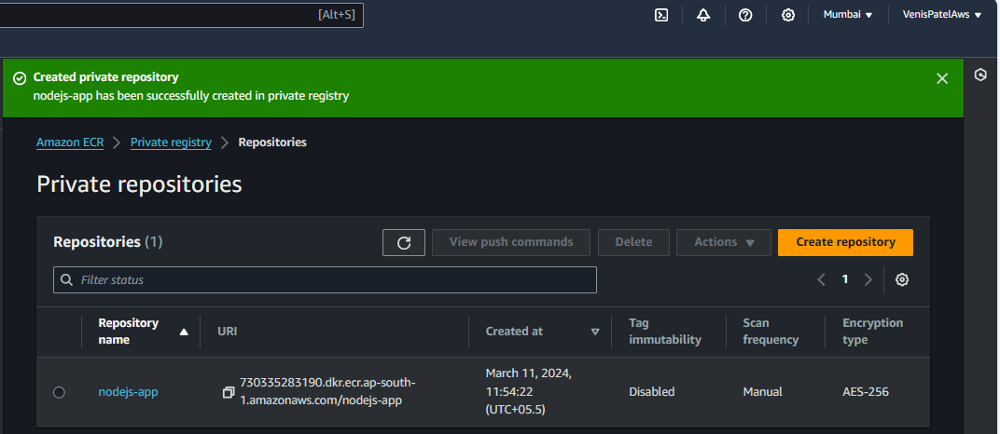 [Alt+S]
Mumbai
VenisPatelAws
Created private repository
nodejs-app has been successfully created in private registry
Amazon ECR
Private registry
Repositories
Private repositories
Repositories (1)
View push commands
Delete
Actions
Create repository
Filter status
1
Repository
name
URI
Created at
Tag
immutability
Scan
frequency
Encryption
type
nodejs-app
730335283190.dkr.ecr.ap-south-
1.amazonaws.com/nodejs-app
March 11, 2024,
11:54:22
(UTC+05.5)
Disabled
Manual
AES-256